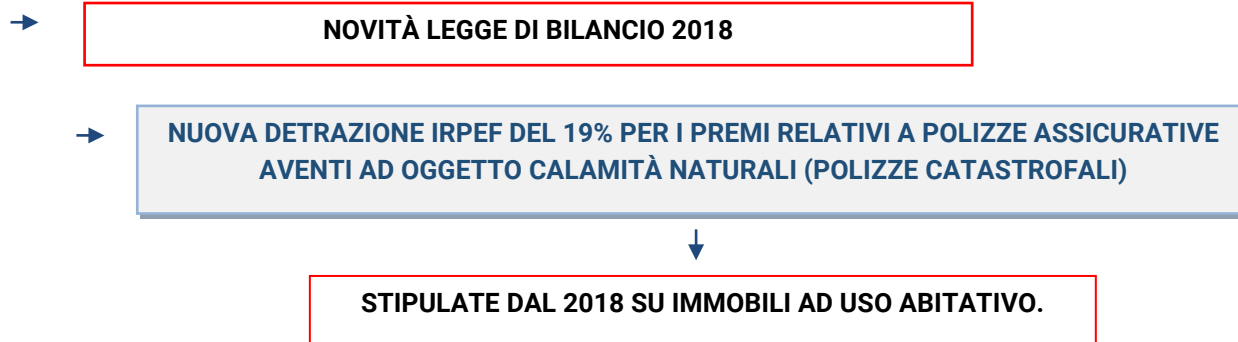 NOVITÀ LEGGE DI BILANCIO 2018
NUOVA DETRAZIONE IRPEF DEL 19% PER I PREMI RELATIVI A POLIZZE ASSICURATIVE
AVENTI AD OGGETTO CALAMITÀ NATURALI (POLIZZE CATASTROFALI)
STIPULATE DAL 2018 SU IMMOBILI AD USO ABITATIVO.